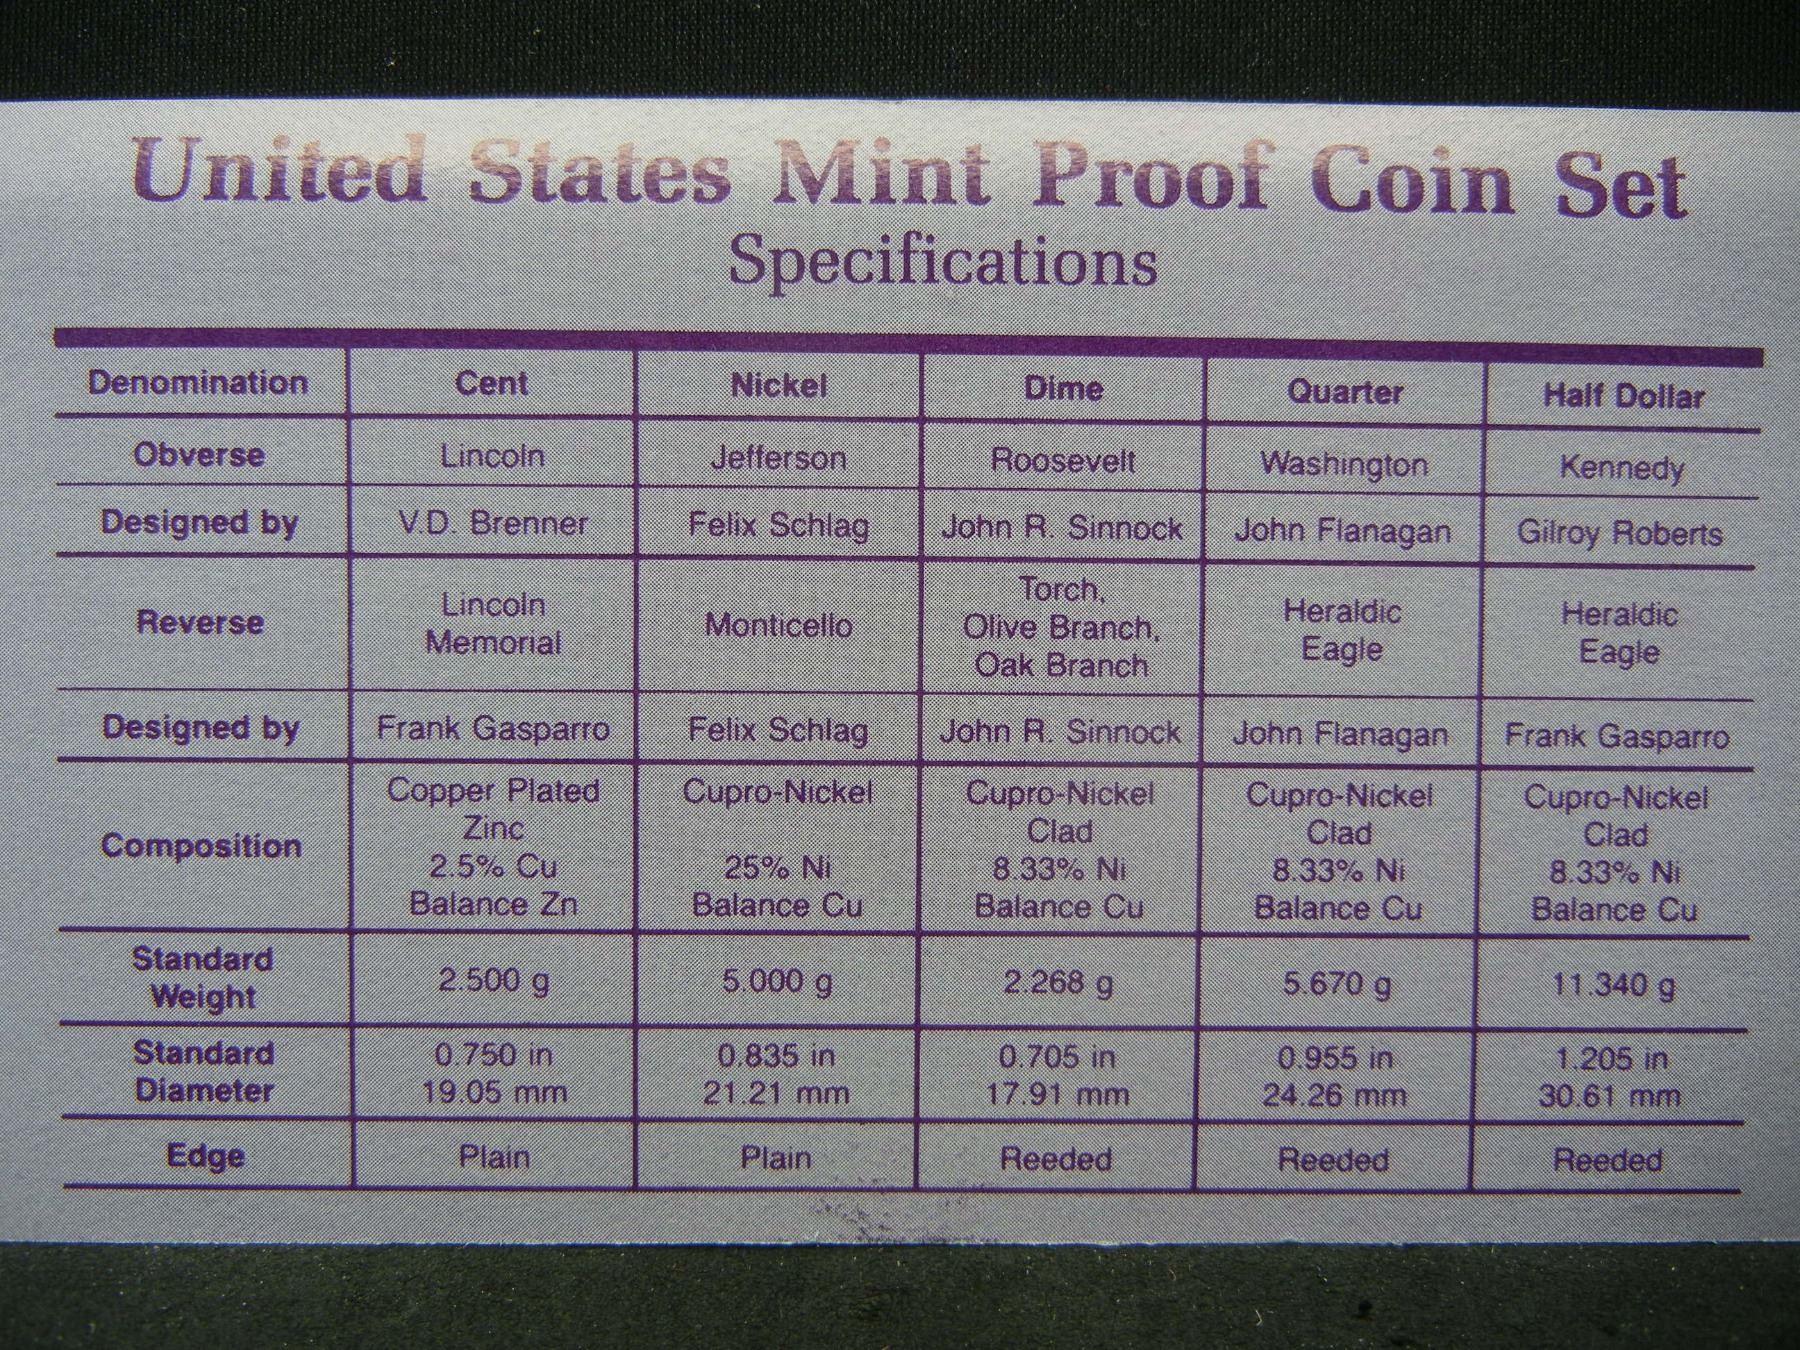 United States Mint Proof Coin Set
Specifications
Denomination Cent Nickel Dime Quarter Half Dollar
Obverse Lincoln Jefferson Roosevelt Washington Kennedy
Designed by V.D. Brenner Felix Schlag John R. Sinnock John Flanagan Gilroy Roberts
Reverse Lincoln Memorial Monticello Torch, Olive Branch, Oak Branch Heraldic Eagle Heraldic Eagle
Designed by Frank Gasparro Felix Schlag John R. Sinnock John Flanagan Frank Gasparro
Composition Copper Plated Zinc 2.5% Cu Balance Zn Cupro-Nickel 25% Ni Balance Cu Cupro-Nickel Clad 8.33% Ni Balance Cu Cupro-Nickel Clad 8.33% Ni Balance Cu Cupro-Nickel Clad 8.33% Ni Balance Cu
Standard Weight 2.500 g 5.000 g 2.268 g 5.670 g 11.340 g
Standard Diameter 0.750 in 19.05 mm 0.835 in 21.21 mm 0.705 in 17.91 mm 0.955 in 24.26 mm 1.205 in 30.61 mm
Edge Plain Plain Reeded Reeded Reeded